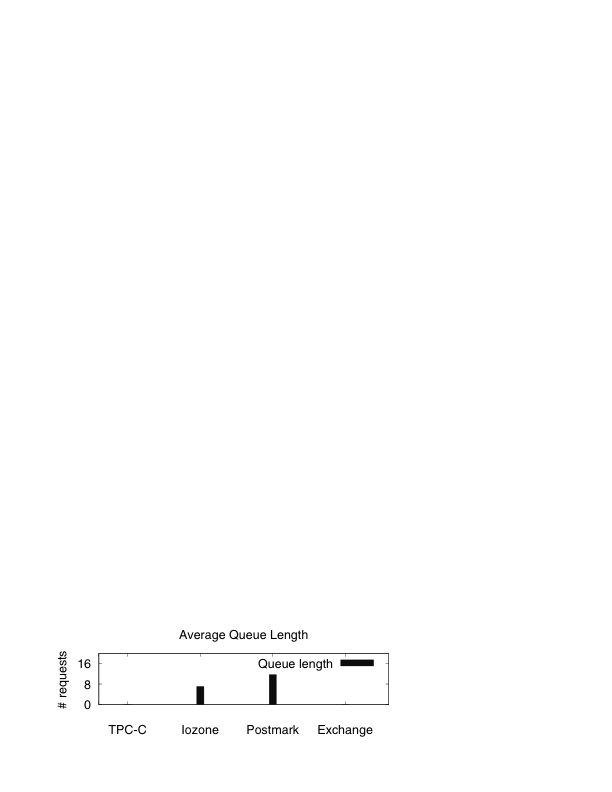 Average Queue Length
# requests
16
8
0
Queue length
TPC-C Iozone Postmark Exchange